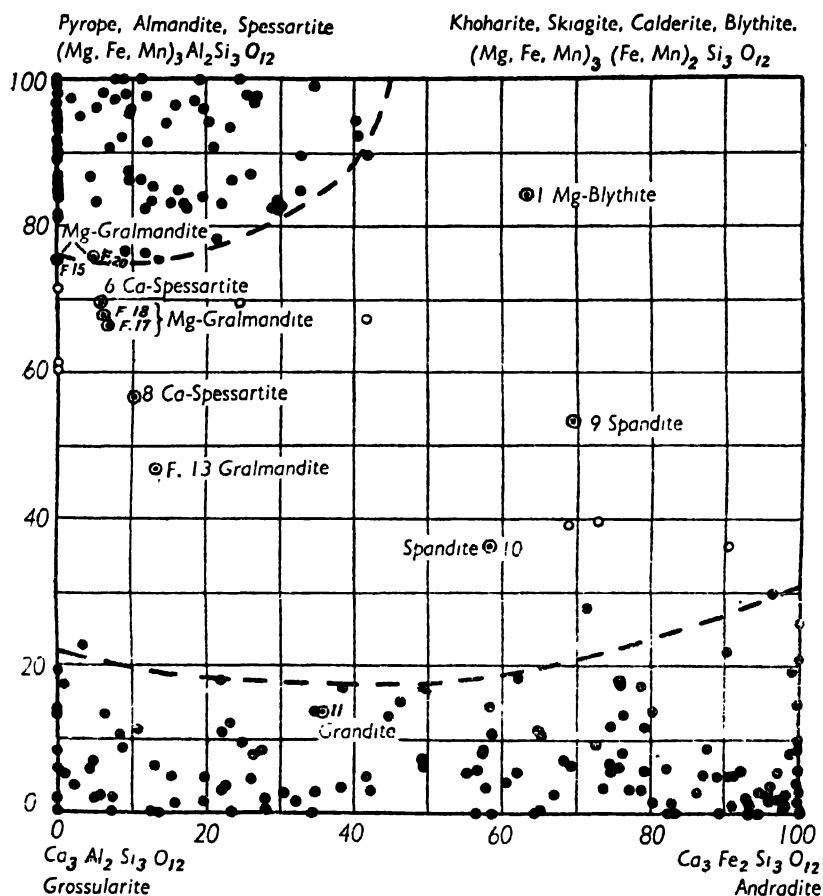 Pyrope, Almandite, Spessartite
(Mg, Fe, Mn)3 Al2 Si3 O12
Khoharite, Skiagite, Calderite, Blythite.
(Mg, Fe, Mn)3 (Fe, Mn)2 Si3 O12
100
1 Mg-Blythite
80
Mg-Gralmandite
F.20
F15
6 Ca-Spessartite
F. 18
F. 17
Mg-Gralmandite
60
8 Ca-Spessartite
9 Spandite
F. 13 Gralmandite
40
Spandite 10
20
11
Grandite
0
0
20
40
60
80
100
Ca3 Al2 Si3 O12
Grossularite
Ca3 Fe2 Si3 O12
Andradite